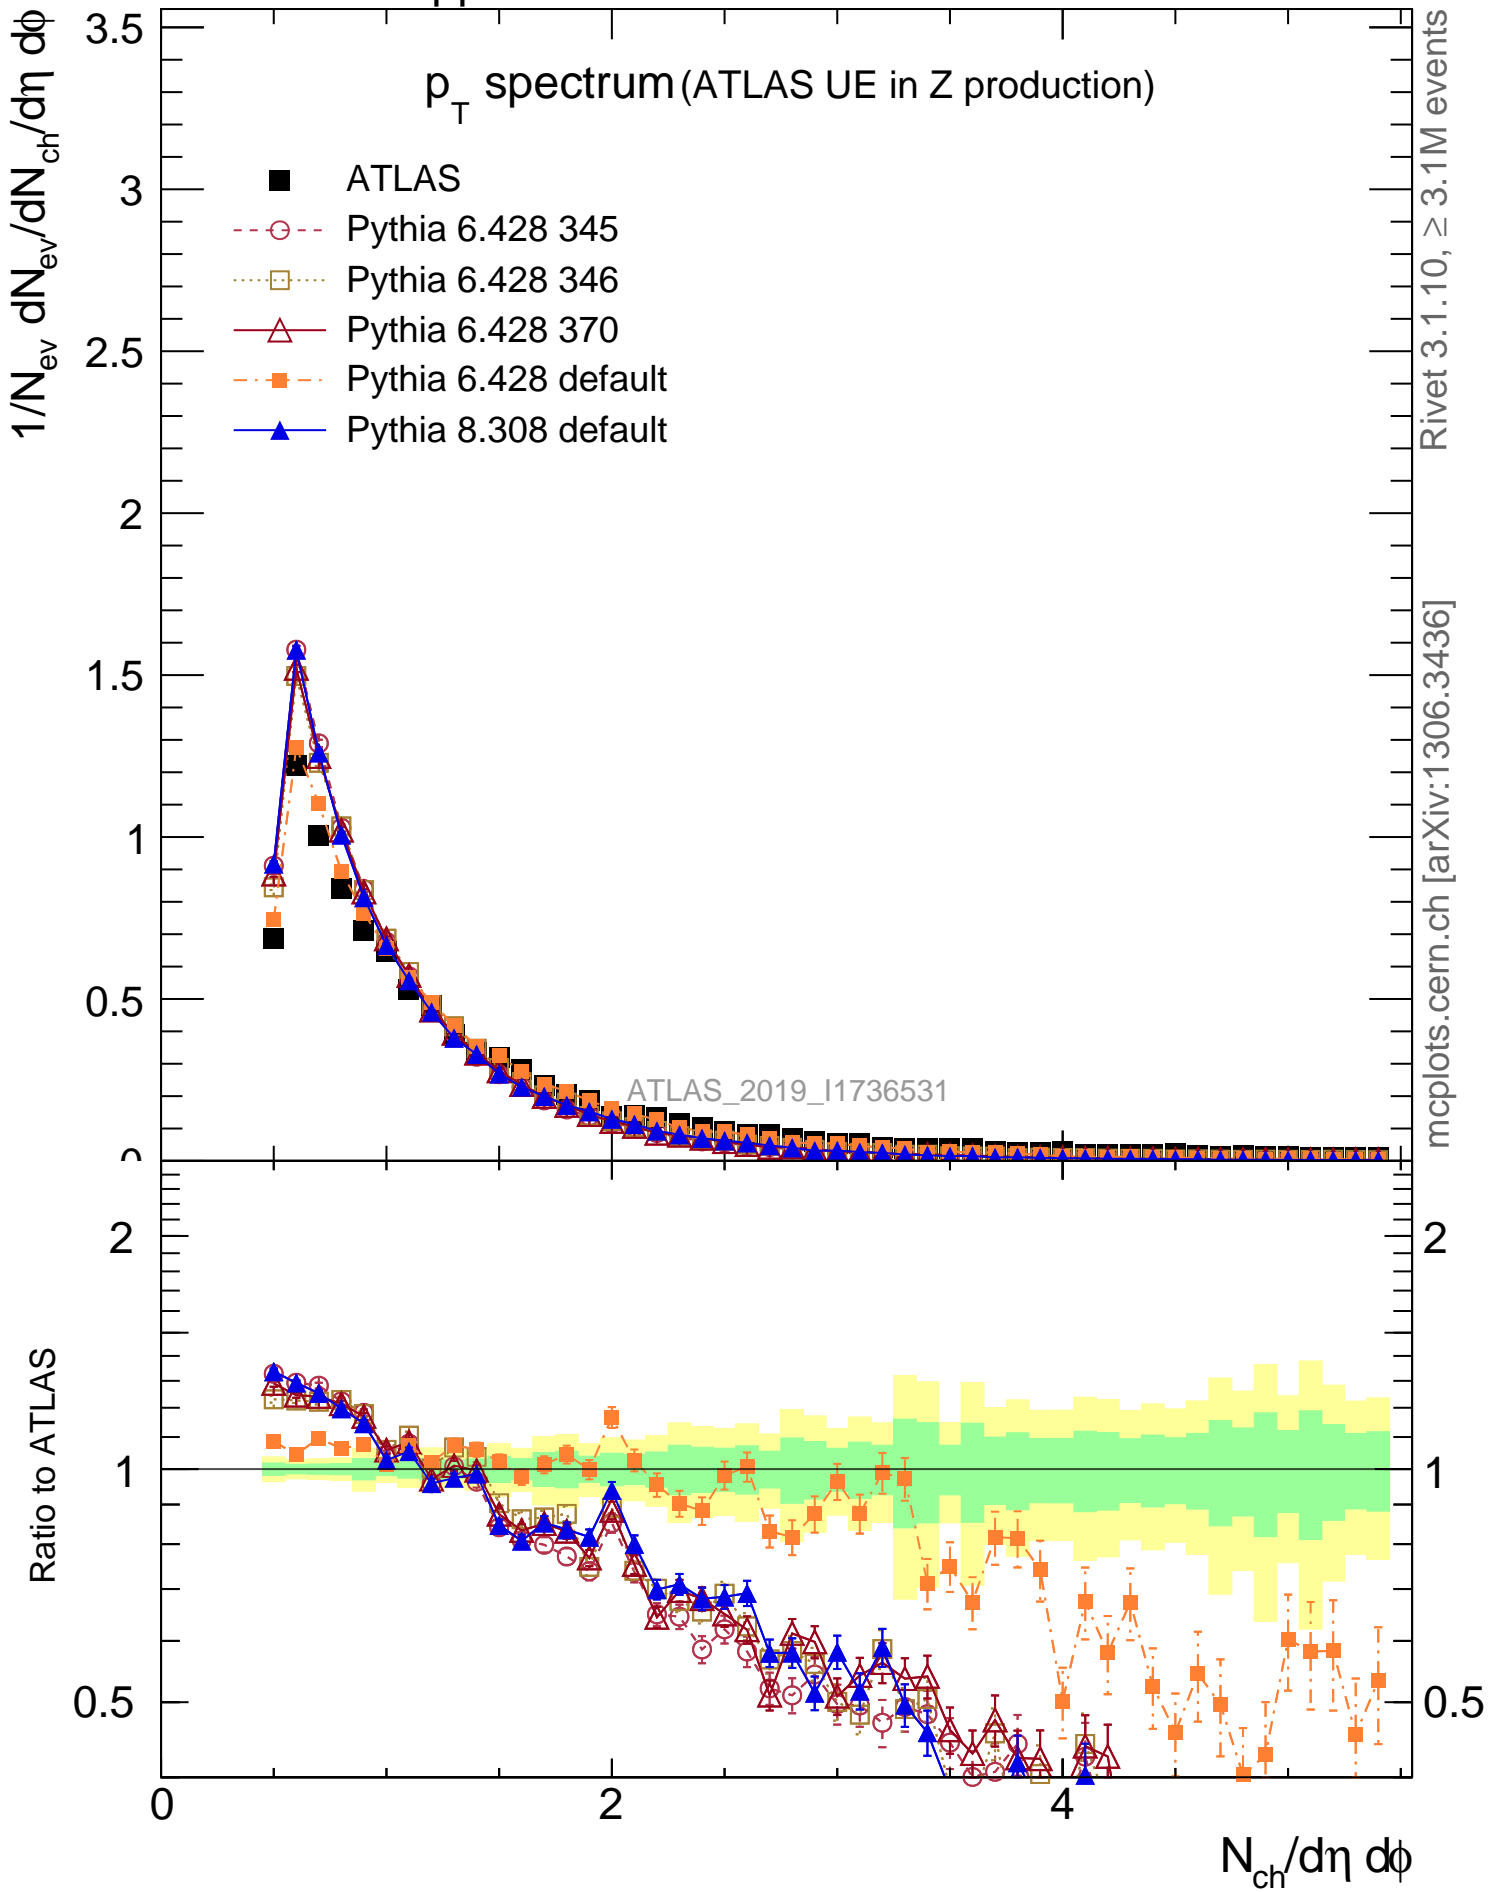 p_T spectrum (ATLAS UE in Z production)
1/N_ev dN_ev/dN_ch/dη dϕ
3.5
3
2.5
2
1.5
1
0.5
ATLAS
Pythia 6.428 345
Pythia 6.428 346
Pythia 6.428 370
Pythia 6.428 default
Pythia 8.308 default
ATLAS_2019_I1736531
Rivet 3.1.10, ≥ 3.1M events
mcplots.cern.ch [arXiv:1306.3436]
Ratio to ATLAS
2
1
0.5
2
1
0.5
0
2
4
N_ch/dη dϕ